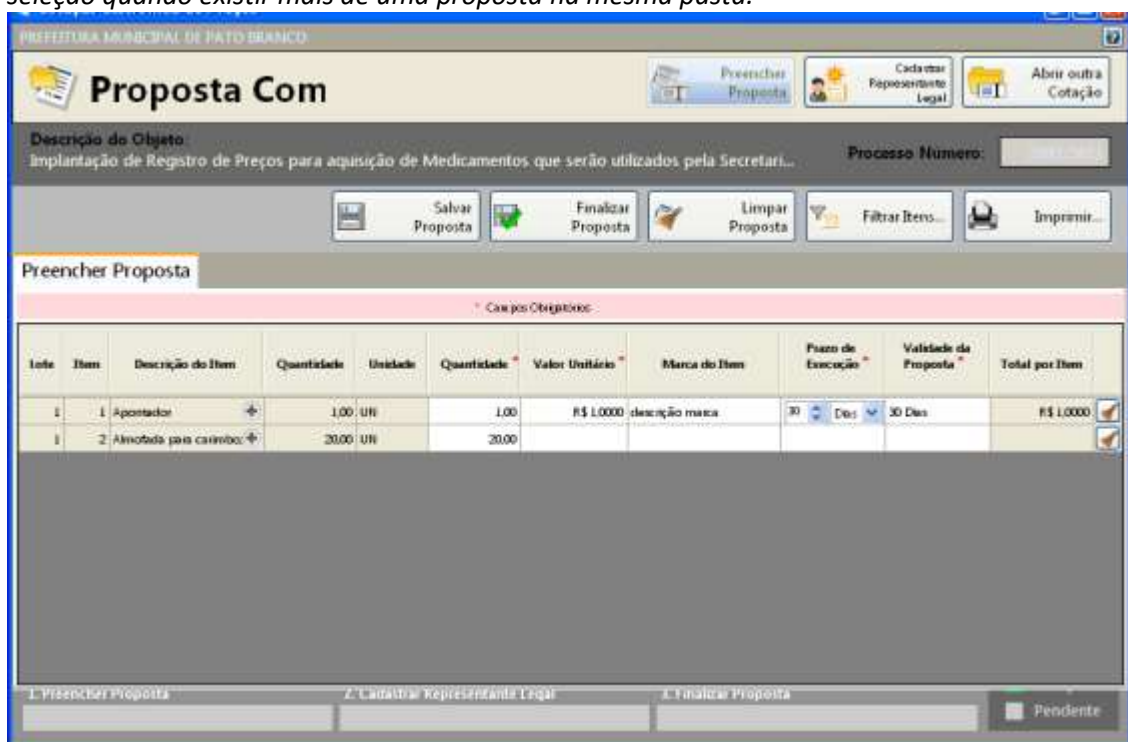 seleção quando existir mais de uma proposta na mesma pasta.
PREFEITURA MUNICIPAL DE PATO BRANCO
Proposta Com
Preencher Proposta
Cadastrar Representante Legal
Abrir outra Cotação
Descrição do Objeto:
Implantação de Registro de Preços para aquisição de Medicamentos que serão utilizados pela Secretari...
Processo Número:
Salvar Proposta
Finalizar Proposta
Limpar Proposta
Filtrar Itens...
Imprimir...
Preencher Proposta
* Campos Obrigatórios
Lote Item Descrição do Item Quantidade Unidade Quantidade * Valor Unitário * Marca do Item Prazo de Execução * Validade da Proposta * Total por Item
1 1 Apontador 1,00 UN 1,00 R$ 1,0000 descrição marca 30 Dias 30 Dias R$ 1,0000
1 2 Almofada para carimbo; 20,00 UN 20,00
1. Preencher Proposta 2. Cadastrar Representante Legal 3. Finalizar Proposta
Pendente